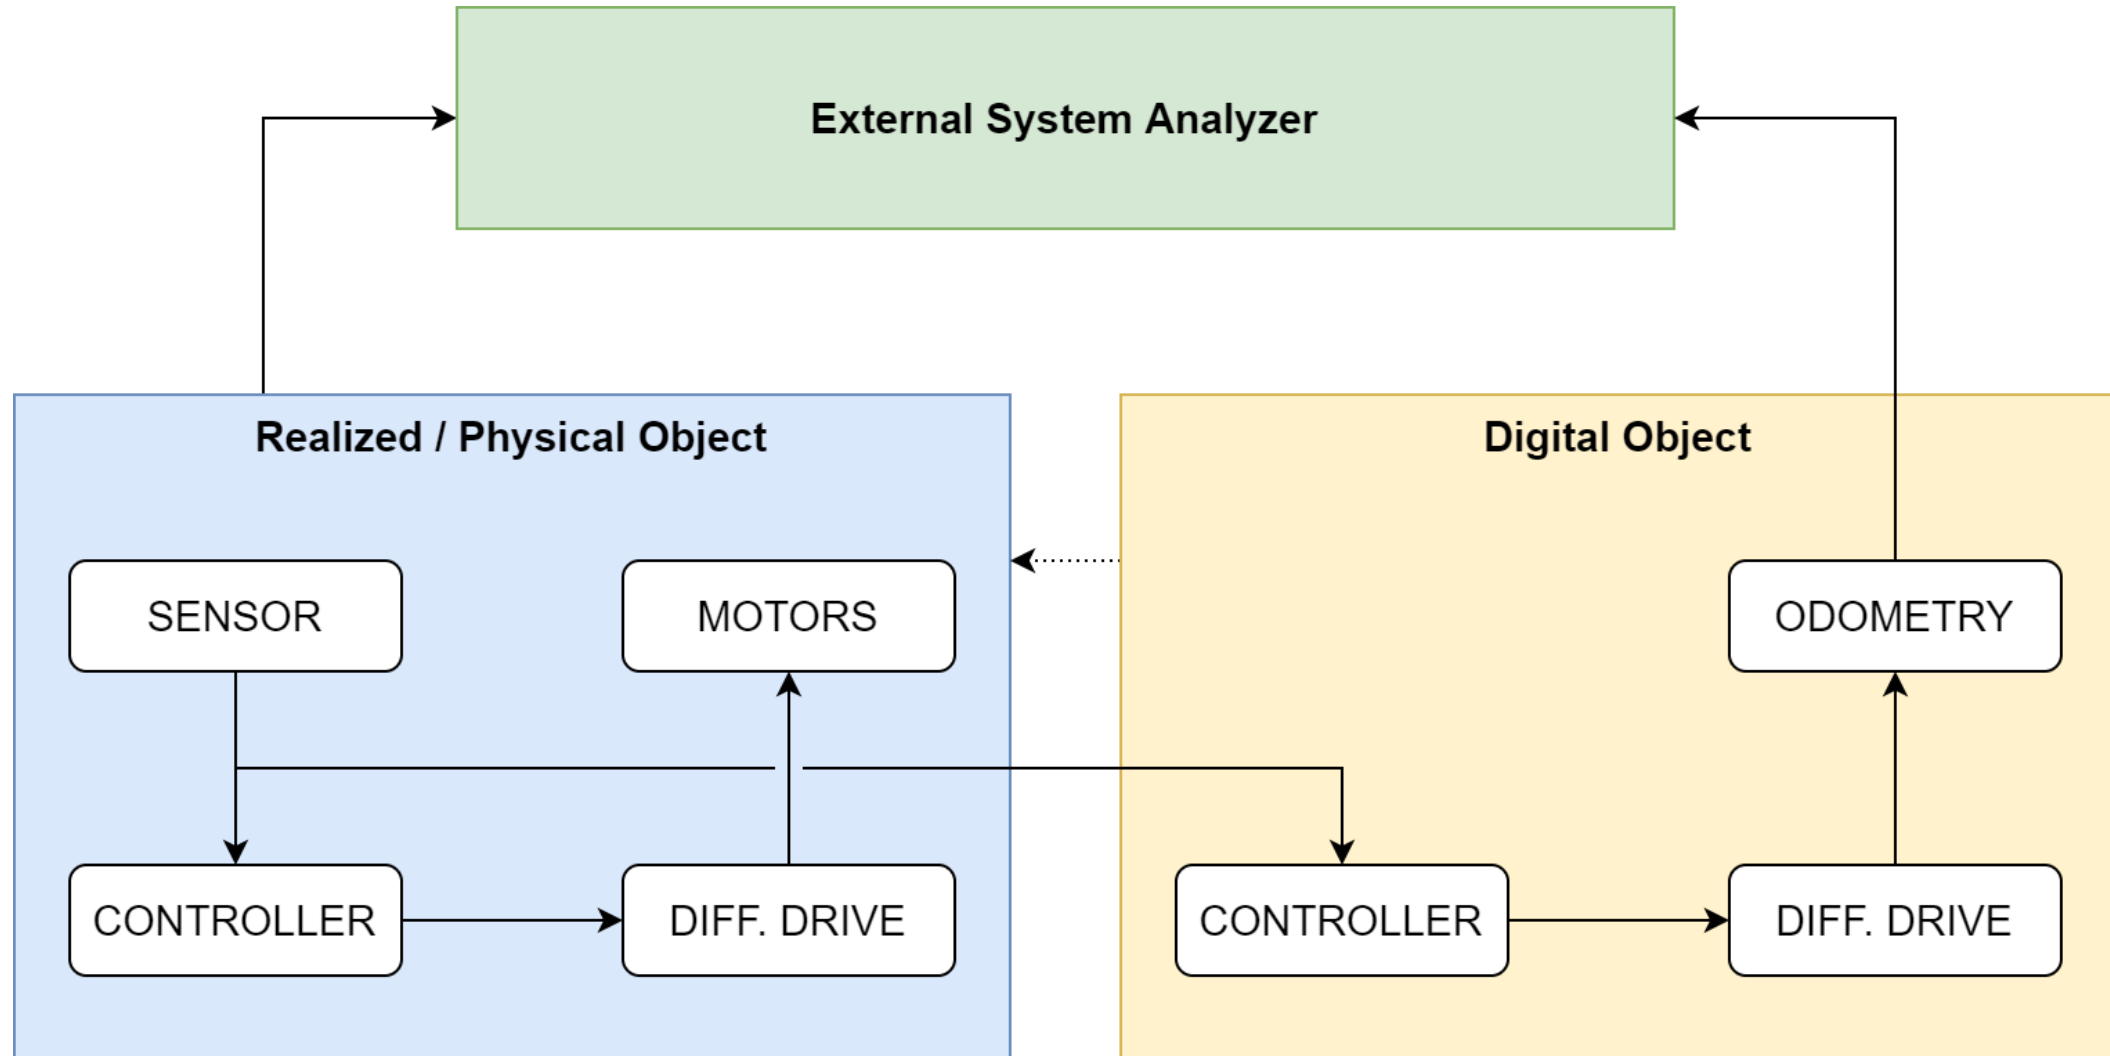 External System Analyzer
Realized / Physical Object
Digital Object
SENSOR
MOTORS
ODOMETRY
CONTROLLER
DIFF. DRIVE
CONTROLLER
DIFF. DRIVE